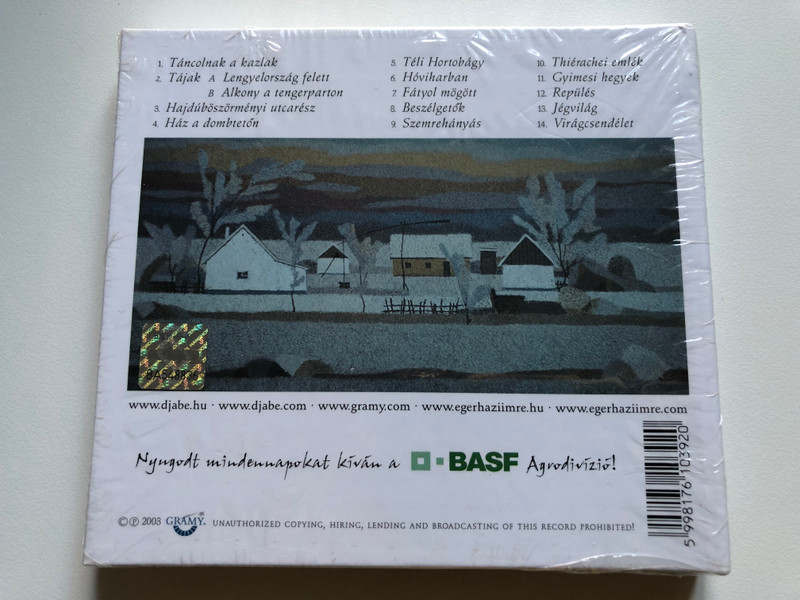 1. Táncolnak a kazlak
2. Tájak A Lengyelország felett
B Alkony a tengerparton
3. Hajdúböszörményi utcarész
4. Ház a dombtetőn
5. Téli Hortobágy
6. Hóviharban
7. Fátyol mögött
8. Beszélgetők
9. Szemrehányás
10. Thiérachei emlék
11. Gyimesi hegyek
12. Repülés
13. Jégvilág
14. Virágcsendélet
www.djabe.hu · www.djabe.com · www.gramy.com · www.egerhaziimre.hu · www.egerhaziimre.com
Nyugodt mindennapokat kíván a BASF Agrodivízió!
©℗ 2003 GRAMY RECORDS UNAUTHORIZED COPYING, HIRING, LENDING AND BROADCASTING OF THIS RECORD PROHIBITED!
5 998176 103920